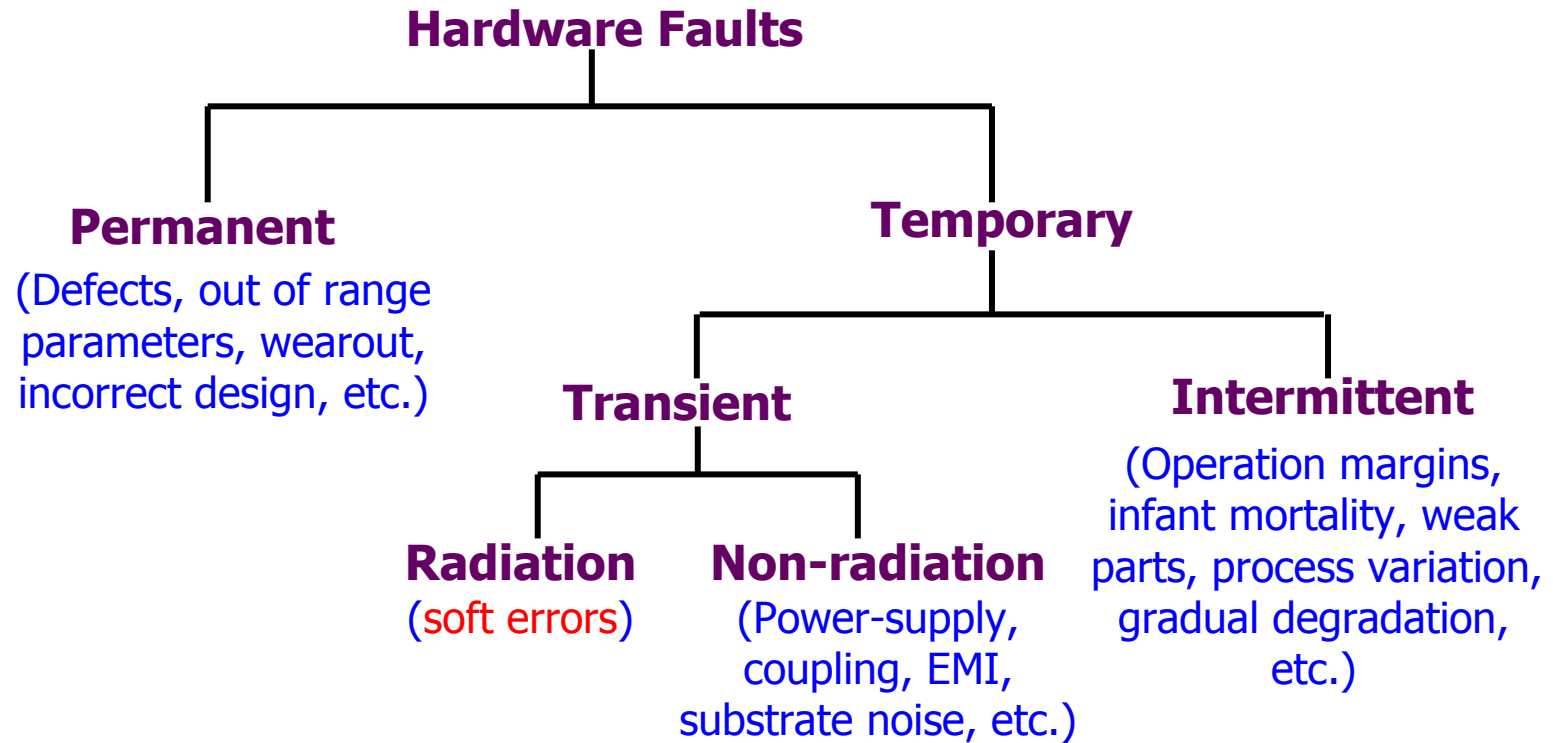 Hardware Faults
Permanent
(Defects, out of range
parameters, wearout,
incorrect design, etc.)
Temporary
Transient
Radiation
(soft errors)
Non-radiation
(Power-supply,
coupling, EMI,
substrate noise, etc.)
Intermittent
(Operation margins,
infant mortality, weak
parts, process variation,
gradual degradation,
etc.)